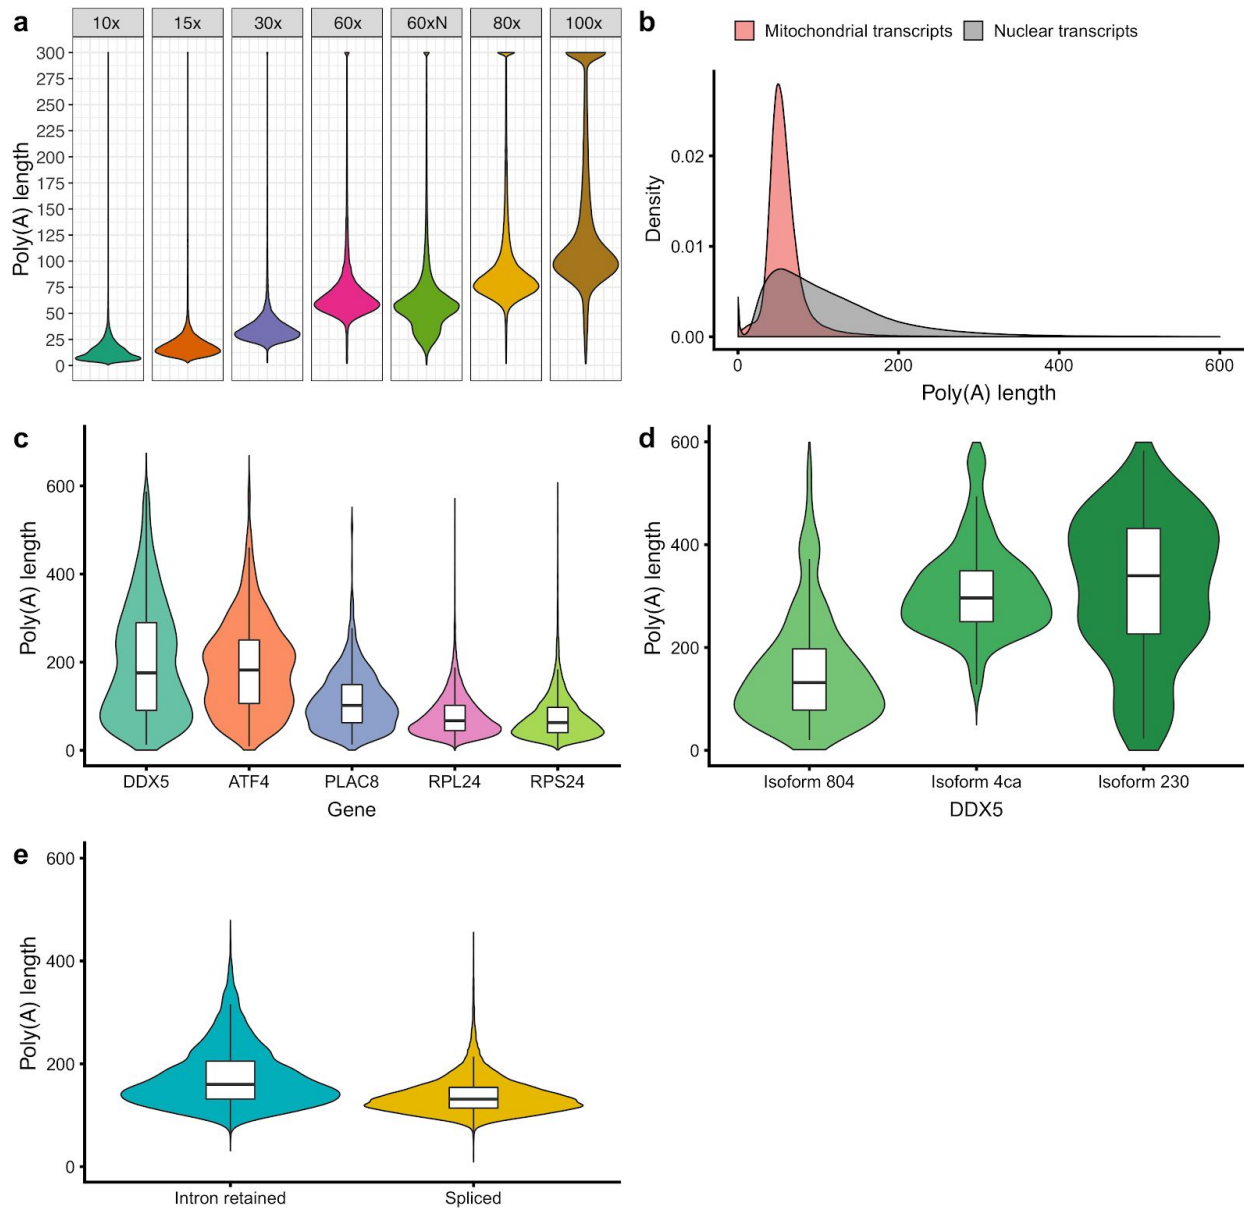 a
10x 15x 30x 60x 60xN 80x 100x
300
275
250
225
200
175
150
125
100
75
50
25
0
Poly(A) length
b
Mitochondrial transcripts Nuclear transcripts
0.02
0.01
0.00
Density
0 200 400 600
Poly(A) length
c
600
400
200
0
Poly(A) length
DDX5 ATF4 PLAC8 RPL24 RPS24
Gene
d
600
400
200
0
Poly(A) length
Isoform 804 Isoform 4ca Isoform 230
DDX5
e
600
400
200
0
Poly(A) length
Intron retained Spliced